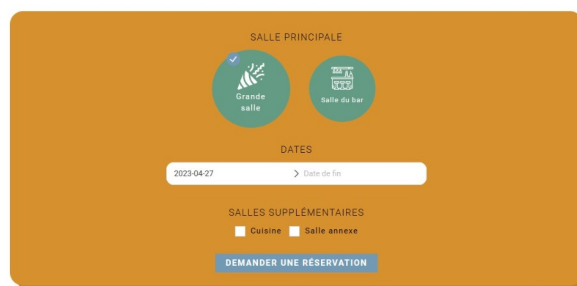 SALLE PRINCIPALE
Grande
salle
Salle du bar
DATES
2023-04-27 > Date de fin
SALLES SUPPLÉMENTAIRES
Cuisine Salle annexe
DEMANDER UNE RÉSERVATION